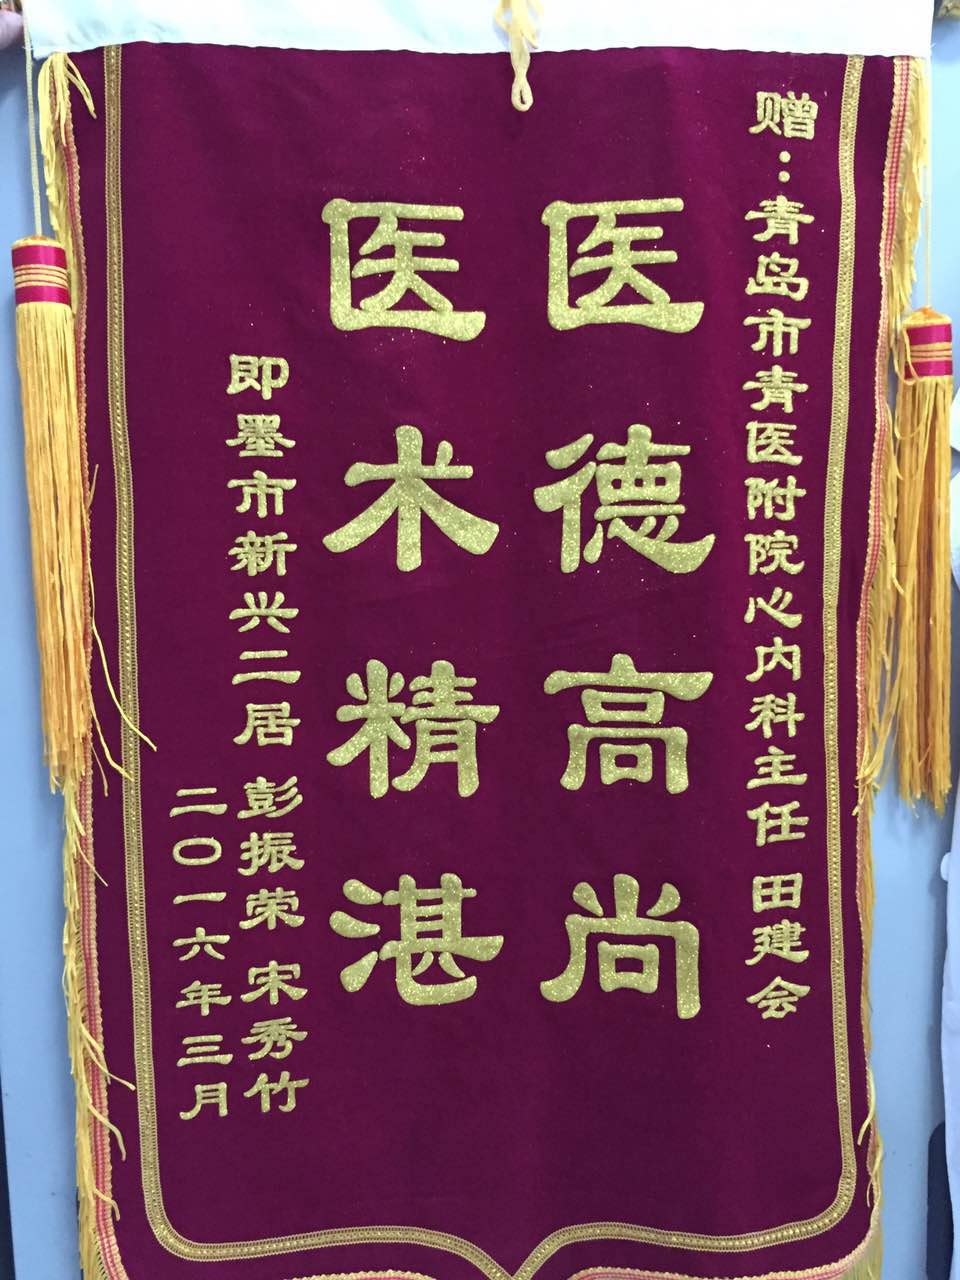 赠：青岛市青医附院心内科主任 田建会
医德高尚
医术精湛
即墨市新兴二居 彭振荣 宋秀竹
二〇一六年三月